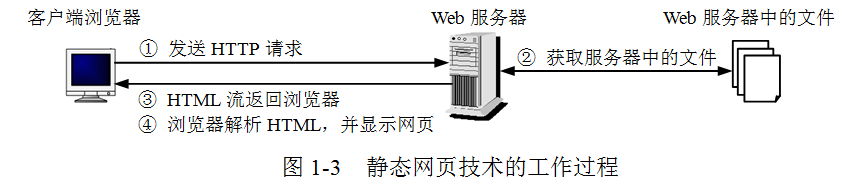 客户端浏览器
Web 服务器
Web 服务器中的文件
① 发送 HTTP 请求
② 获取服务器中的文件
③ HTML 流返回浏览器
④ 浏览器解析 HTML，并显示网页
图 1-3 静态网页技术的工作过程